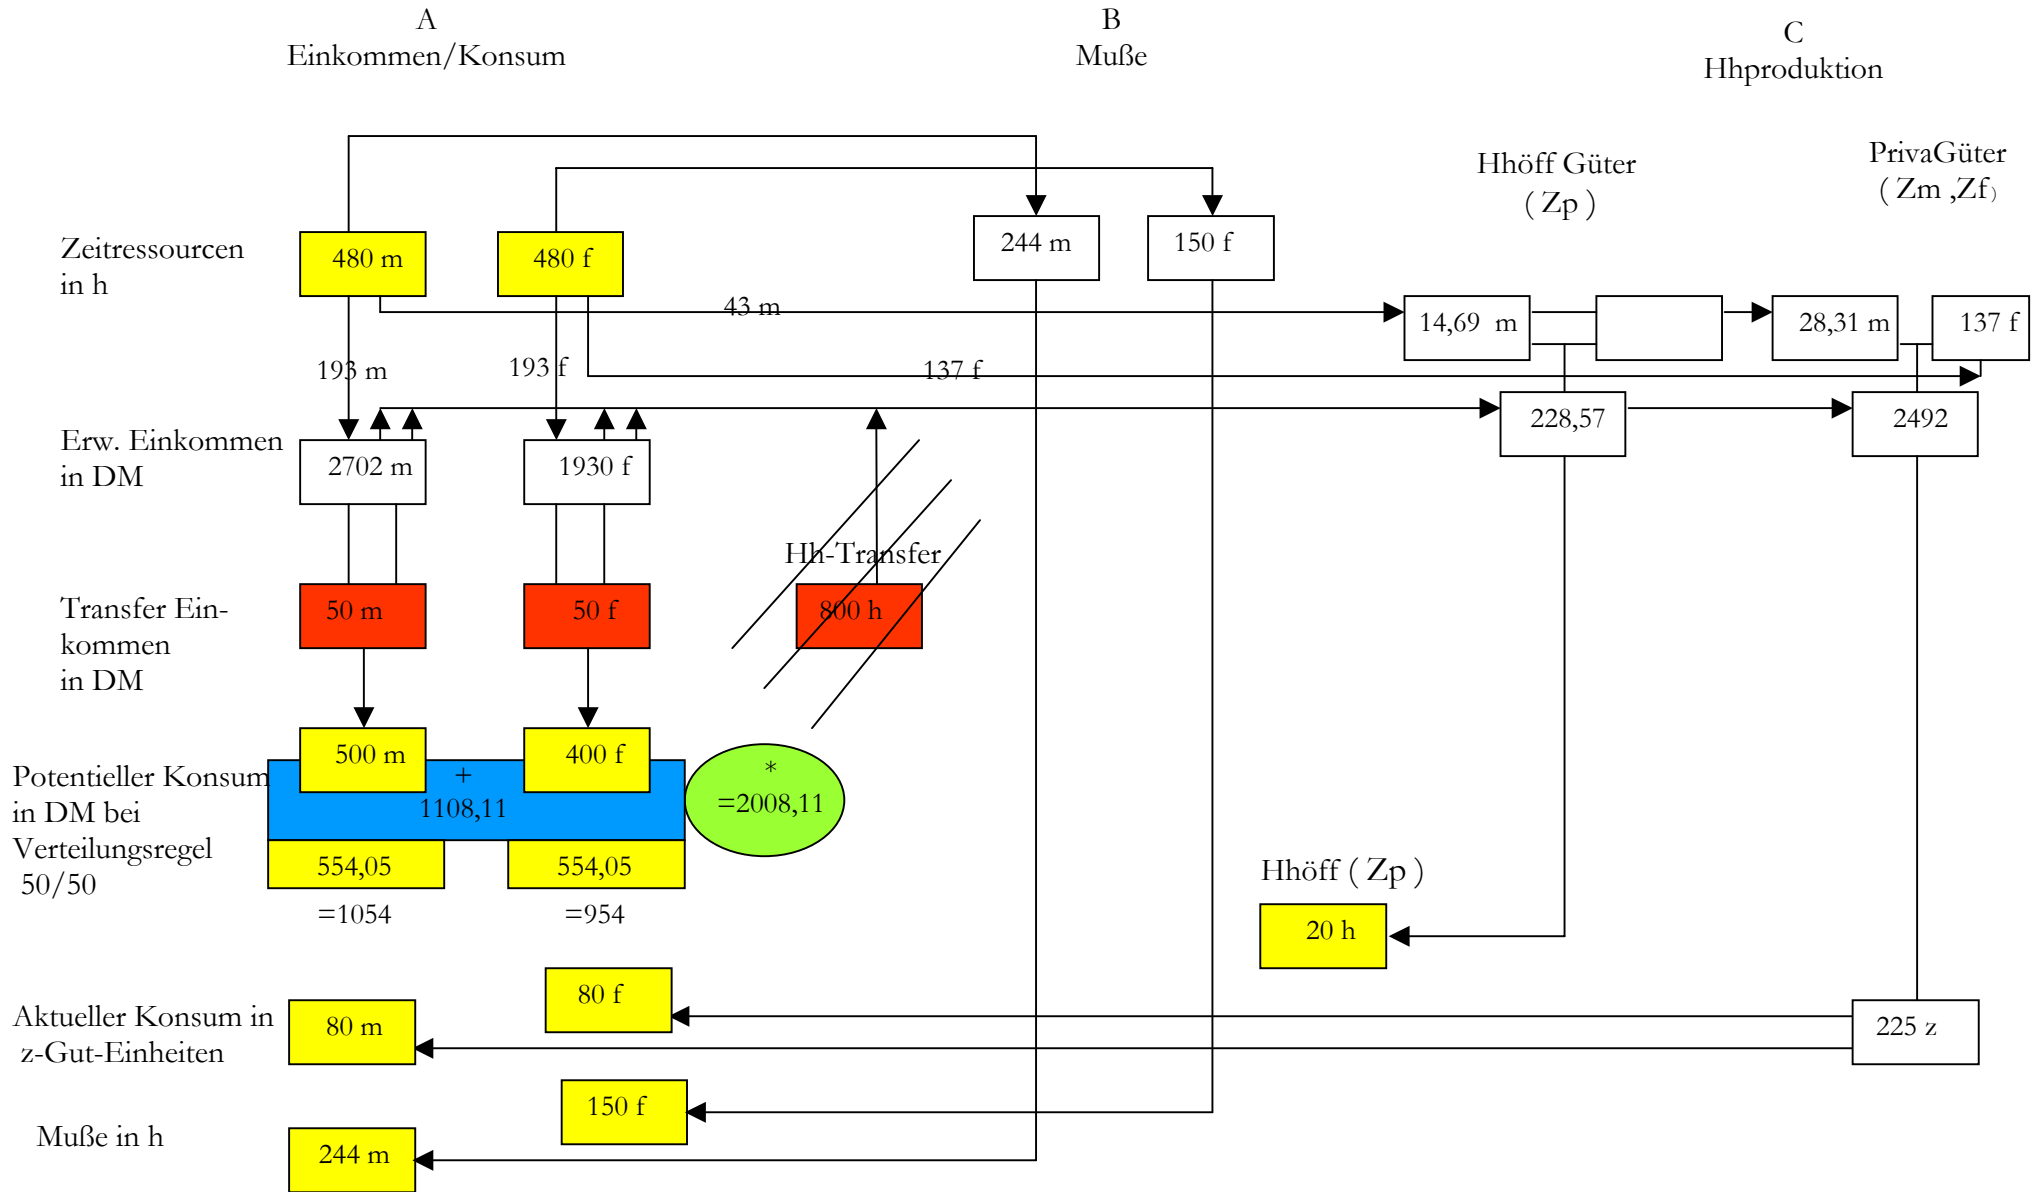 A
Einkommen/Konsum
B
Muße
C
Hhproduktion
Hhöff Güter
( Zp )
PrivaGüter
( Zm ,Zf)
Zeitressourcen
in h
480 m
480 f
244 m
150 f
43 m
14,69 m
28,31 m
137 f
193 m
193 f
137 f
Erw. Einkommen
in DM
2702 m
1930 f
228,57
2492
Hh-Transfer
Transfer Ein-
kommen
in DM
50 m
50 f
800 h
Potentieller Konsum
in DM bei
Verteilungsregel
50/50
500 m
400 f
+
1108,11
*
=2008,11
554,05
554,05
=1054
=954
Hhöff ( Zp )
20 h
Aktueller Konsum in
z-Gut-Einheiten
80 m
80 f
225 z
Muße in h
150 f
244 m